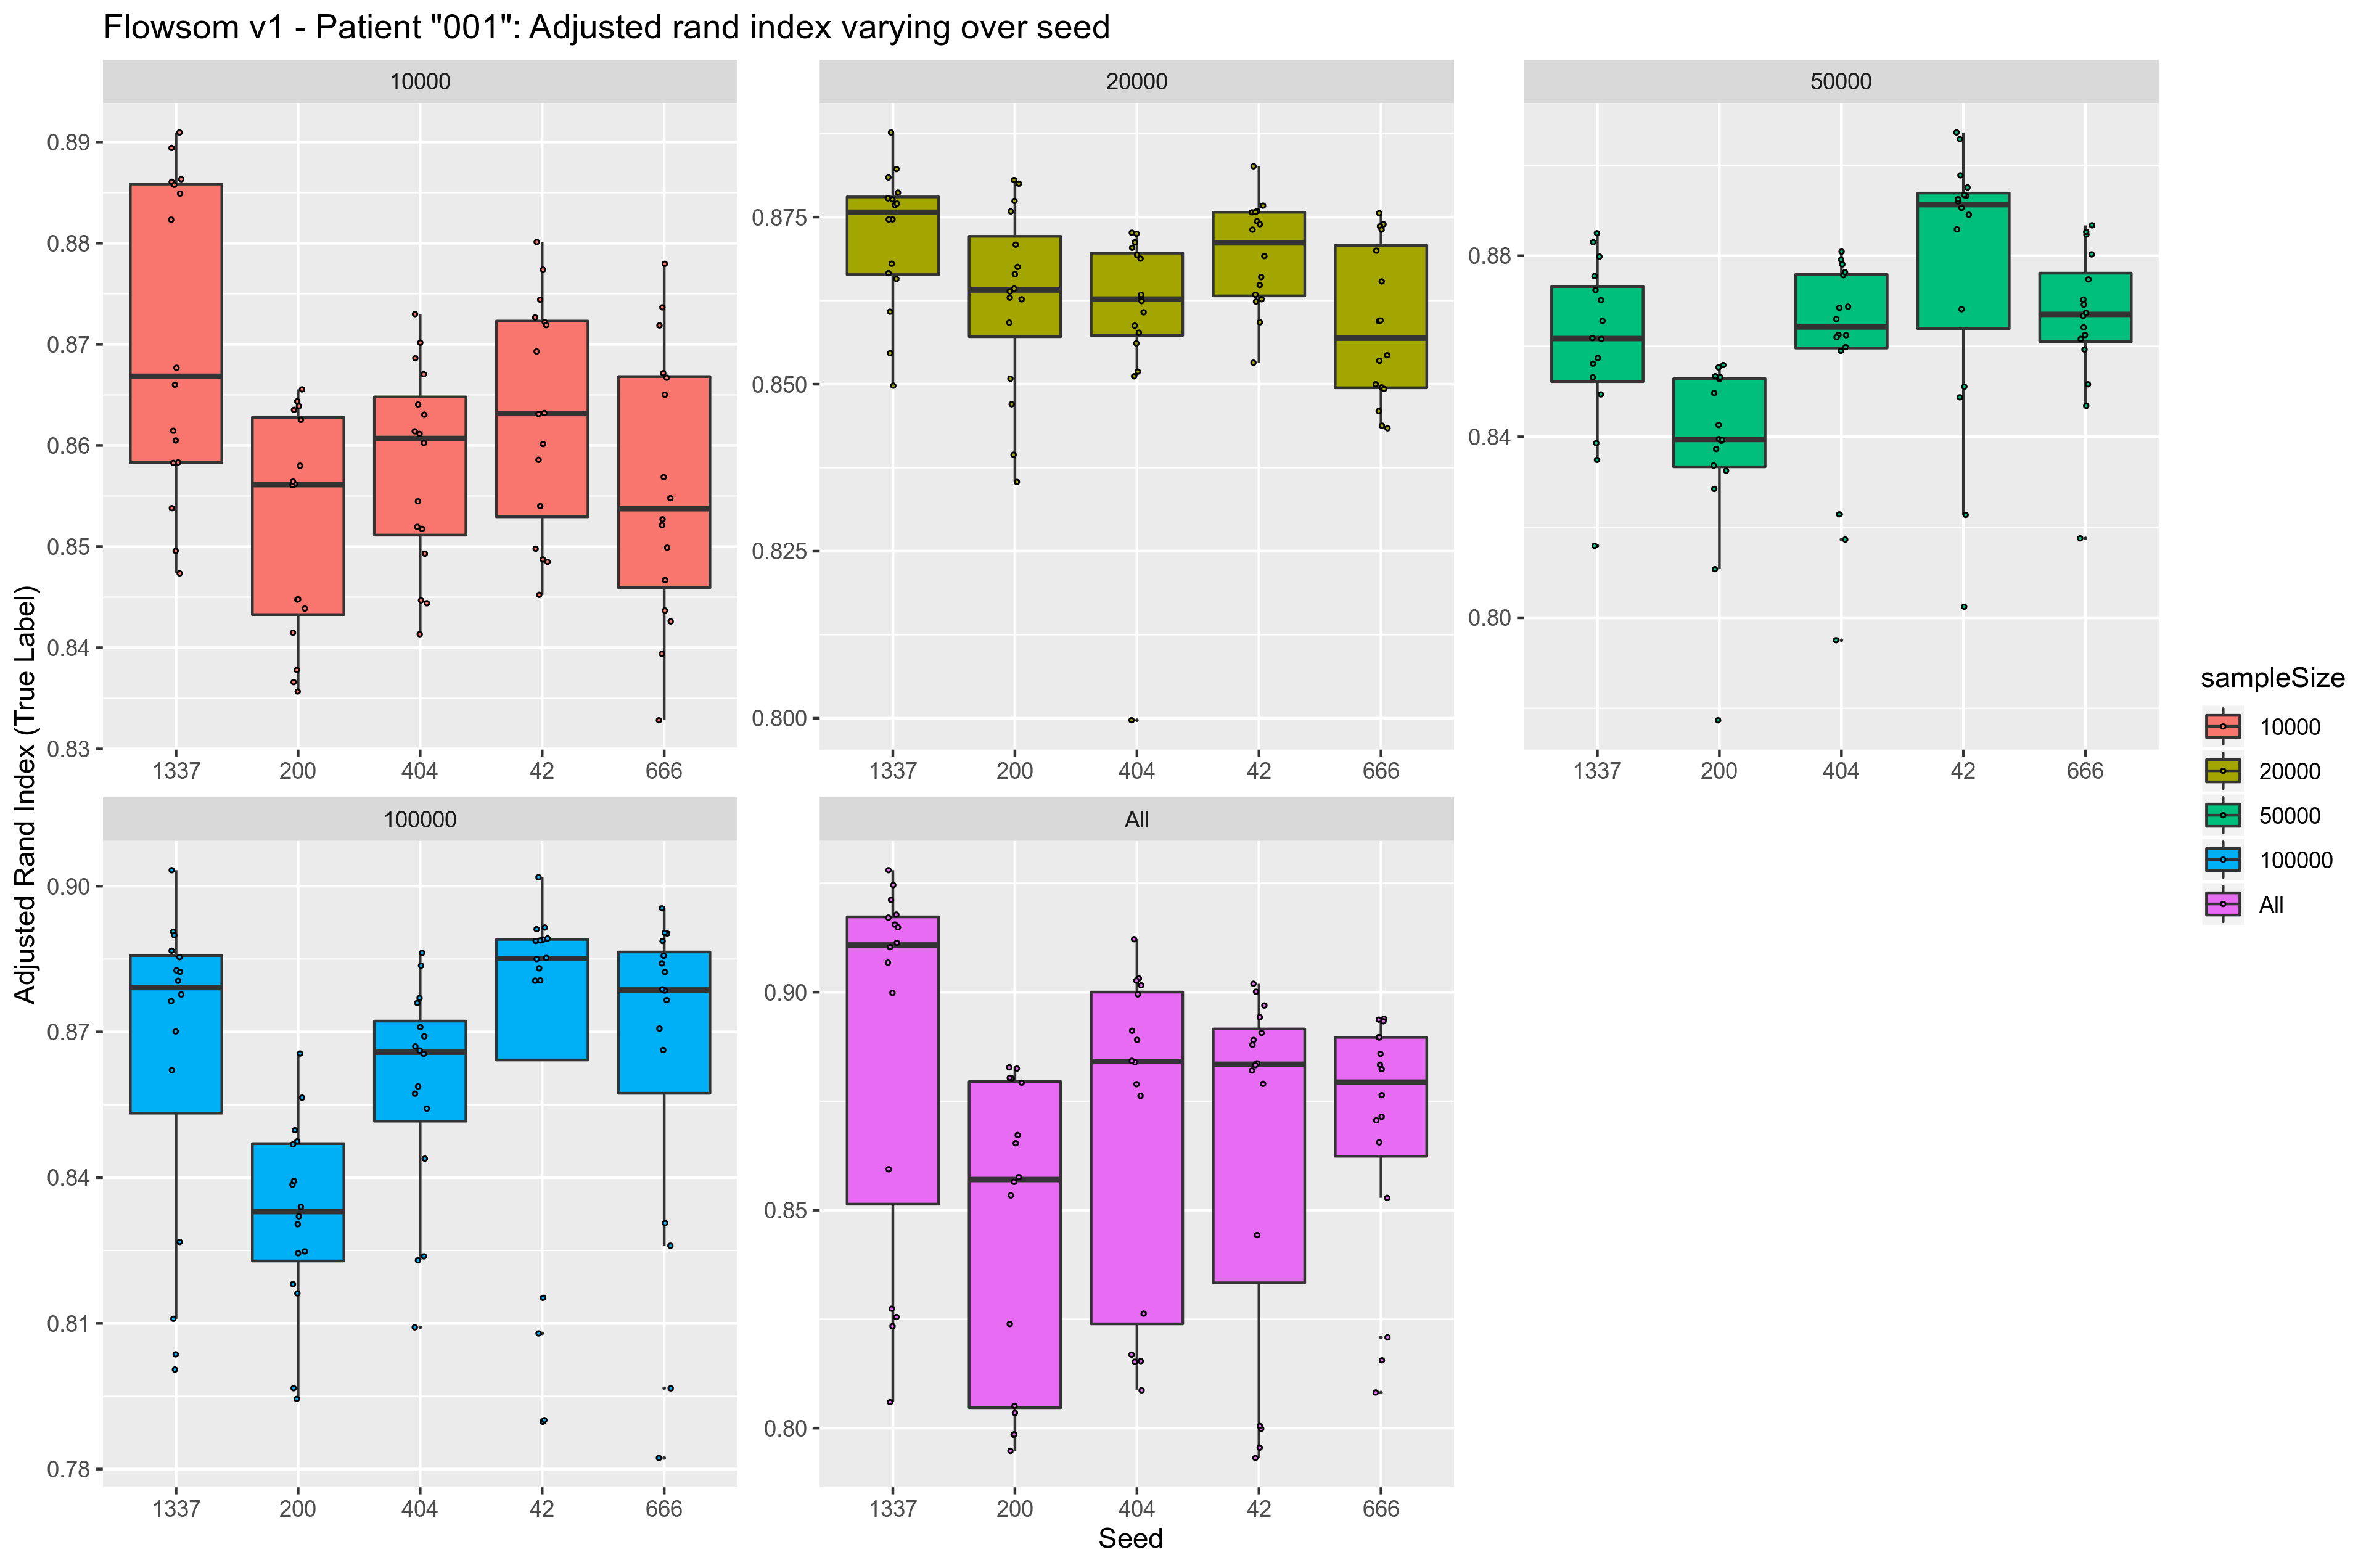 Flowsom v1 - Patient "001": Adjusted rand index varying over seed
10000
20000
50000
0.89
0.88
0.87
0.86
0.85
0.84
0.83
0.875
0.850
0.825
0.800
0.88
0.84
0.80
1337 200 404 42 666
1337 200 404 42 666
1337 200 404 42 666
Adjusted Rand Index (True Label)
100000
All
0.90
0.87
0.84
0.81
0.78
0.90
0.85
0.80
1337 200 404 42 666
1337 200 404 42 666
Seed
sampleSize
10000
20000
50000
100000
All